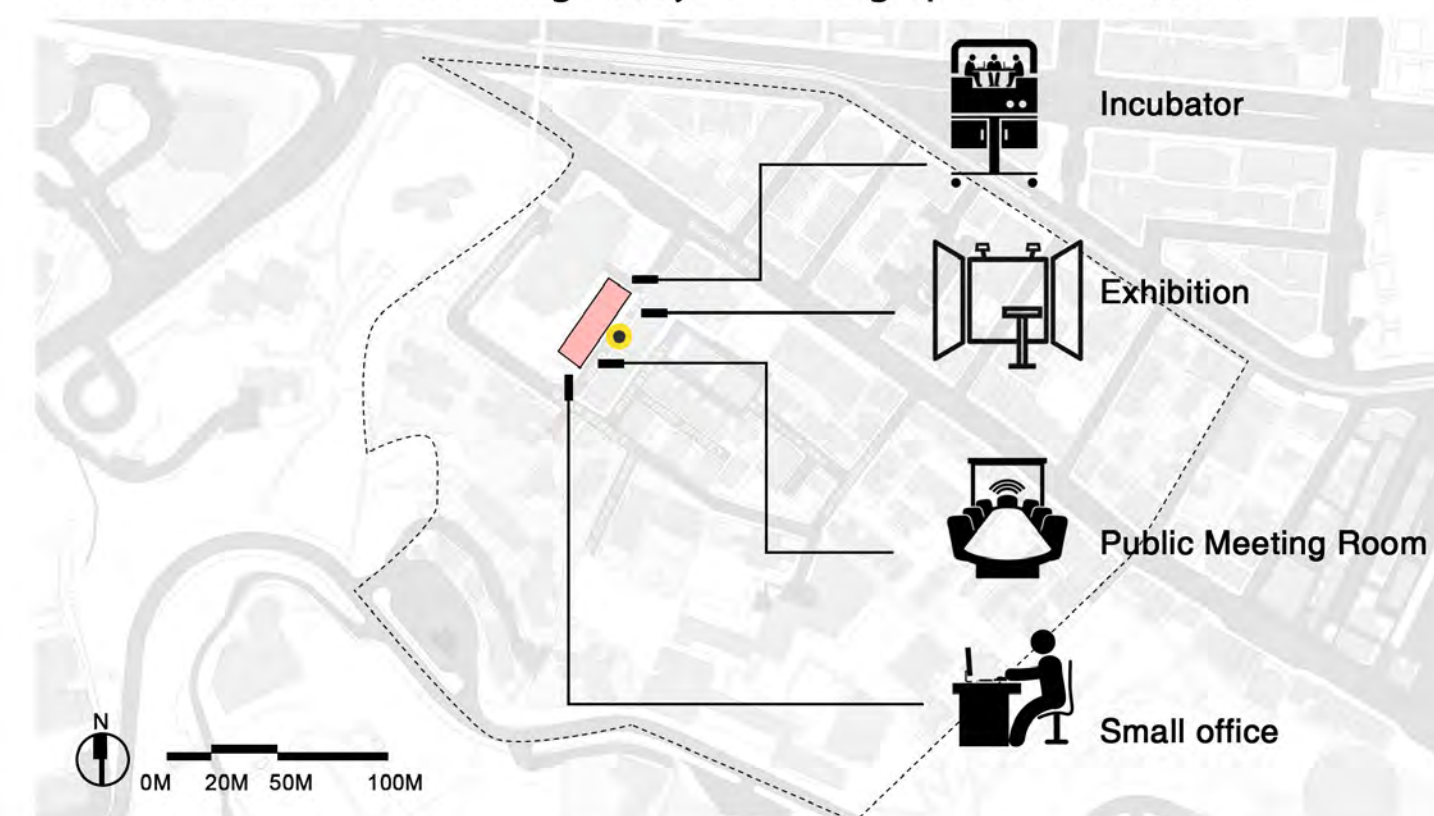 Incubator
Exhibition
Public Meeting Room
Small office
N
0M 20M 50M 100M